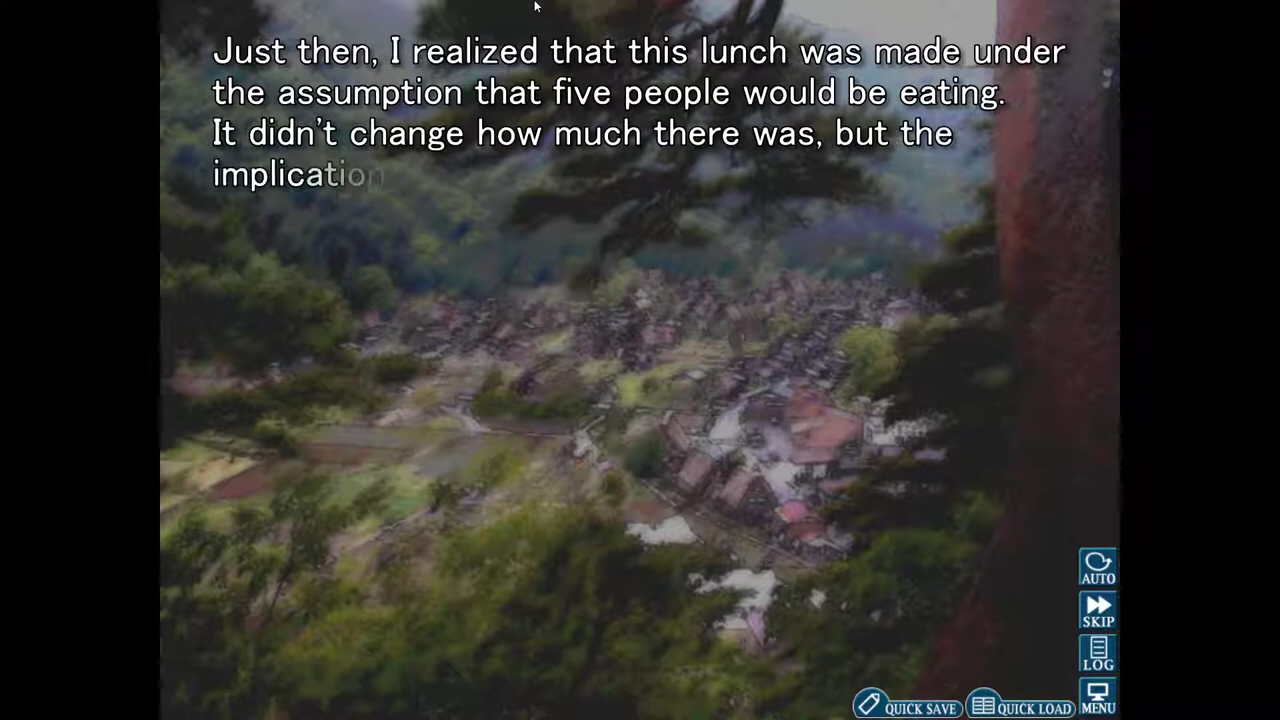 Just then, I realized that this lunch was made under
the assumption that five people would be eating.
It didn't change how much there was, but the
implication
AUTO
SKIP
LOG
MENU
QUICK SAVE
QUICK LOAD